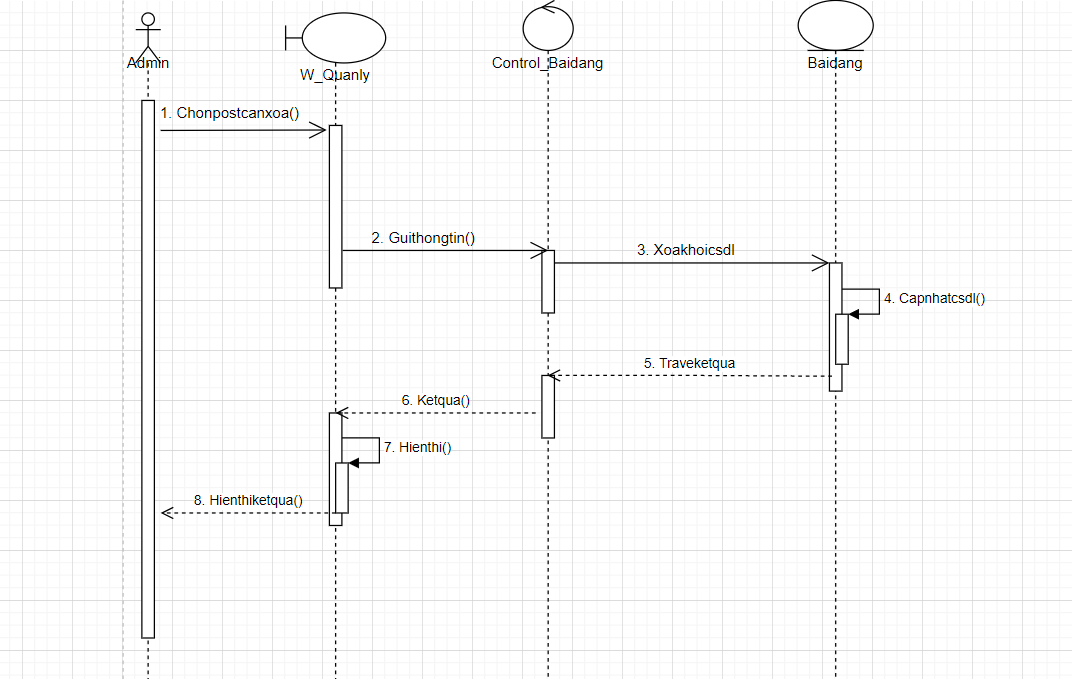 Admin
W_Quanly
Control_Baidang
Baidang
1. Chonpostcanxoa()
2. Guithongtin()
3. Xoakhoicsdl
4. Capnhatcsdl()
5. Traveketqua
6. Ketqua()
7. Hienthi()
8. Hienthiketqua()